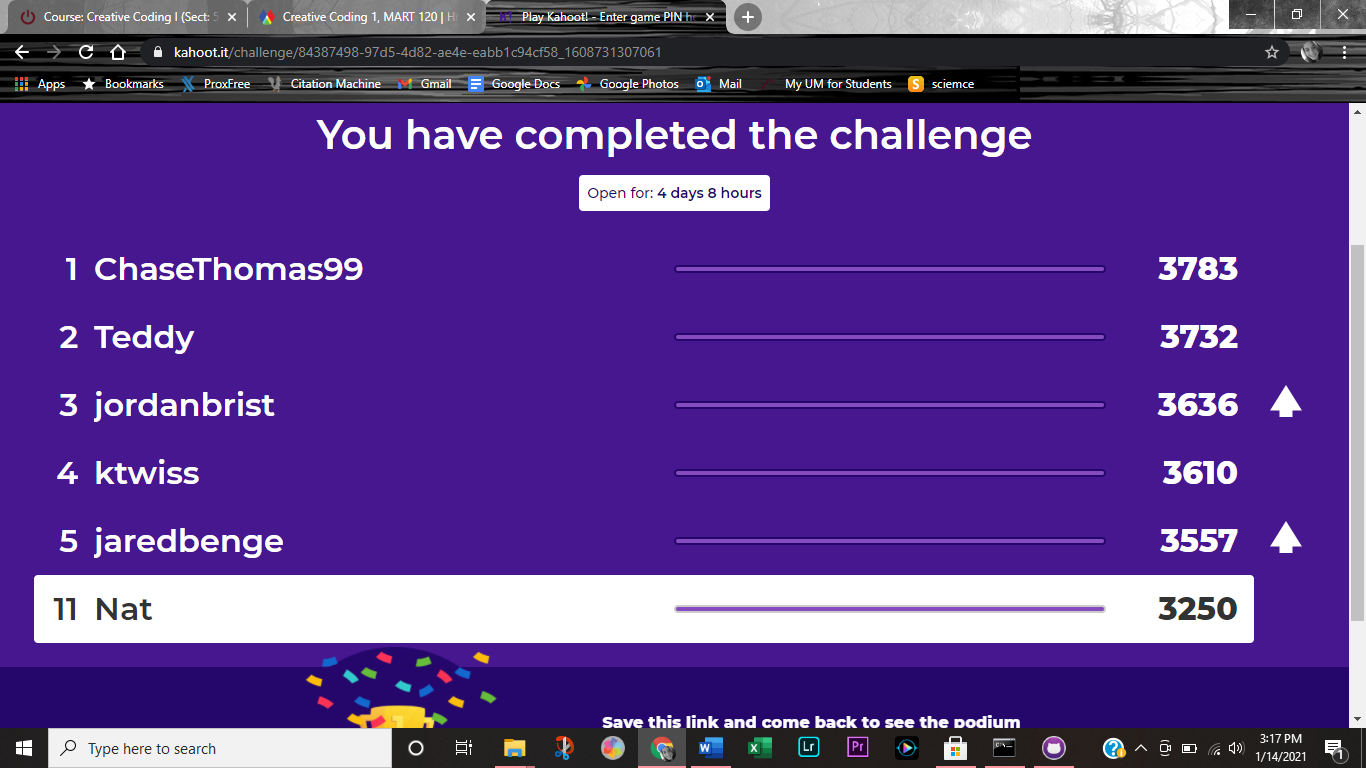 Course: Creative Coding I (Sect: 5
Creative Coding 1, MART 120 | H
Play Kahoot! - Enter game PIN h
kahoot.it/challenge/84387498-97d5-4d82-ae4e-eabb1c94cf58_1608731307061
Apps Bookmarks ProxFree Citation Machine Gmail Google Docs Google Photos Mail My UM for Students sciemce
You have completed the challenge
Open for: 4 days 8 hours
1 ChaseThomas99 3783
2 Teddy 3732
3 jordanbrist 3636
4 ktwiss 3610
5 jaredbenge 3557
11 Nat 3250
Save this link and come back to see the podium
Type here to search
Lr
Pr
3:17 PM
1/14/2021
1